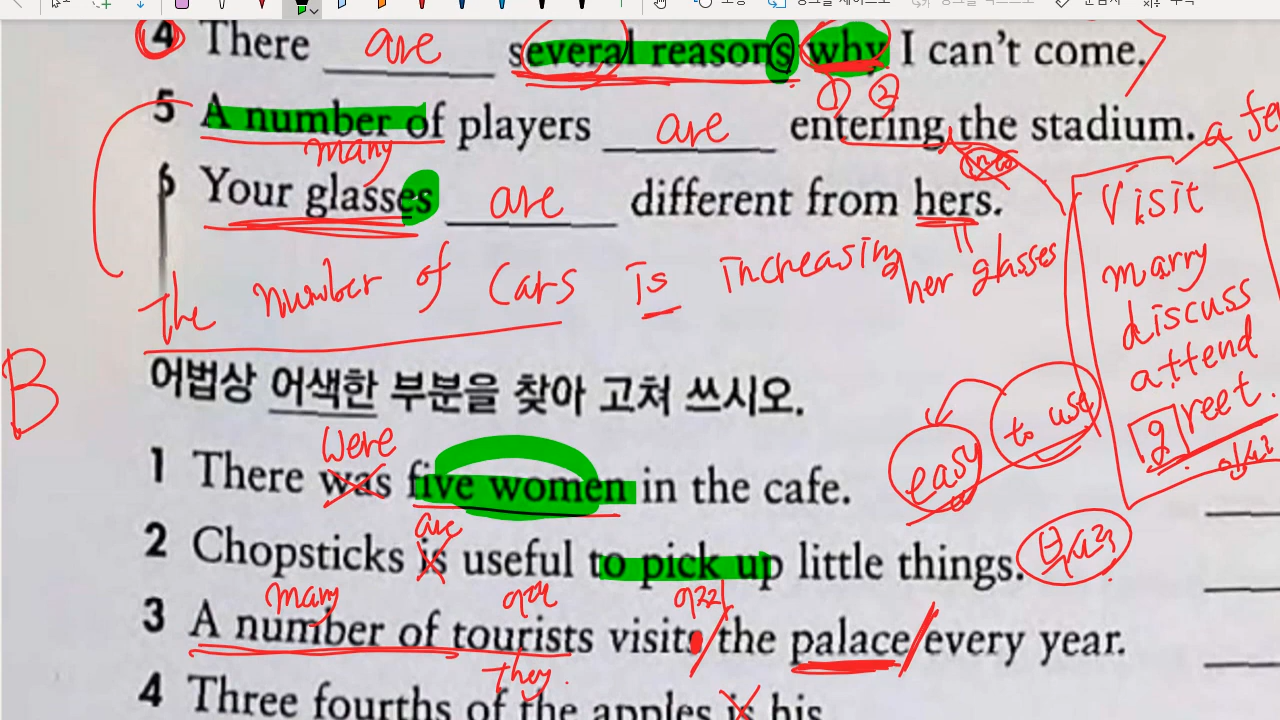 4 There are several reasons why I can't come.
① ②
5 A number of players are entering the stadium.
many
6 Your glasses are different from hers.
her glasses
The number of cars is increasing
Visit
marry
discuss
attend
greet.
B
어법상 어색한 부분을 찾아 고쳐 쓰시오.
easy to use
were
1 There was five women in the cafe.
are
2 Chopsticks is useful to pick up little things.
many
3 A number of tourists visits the palace every year.
they.
4 Three fourths of the apples is his